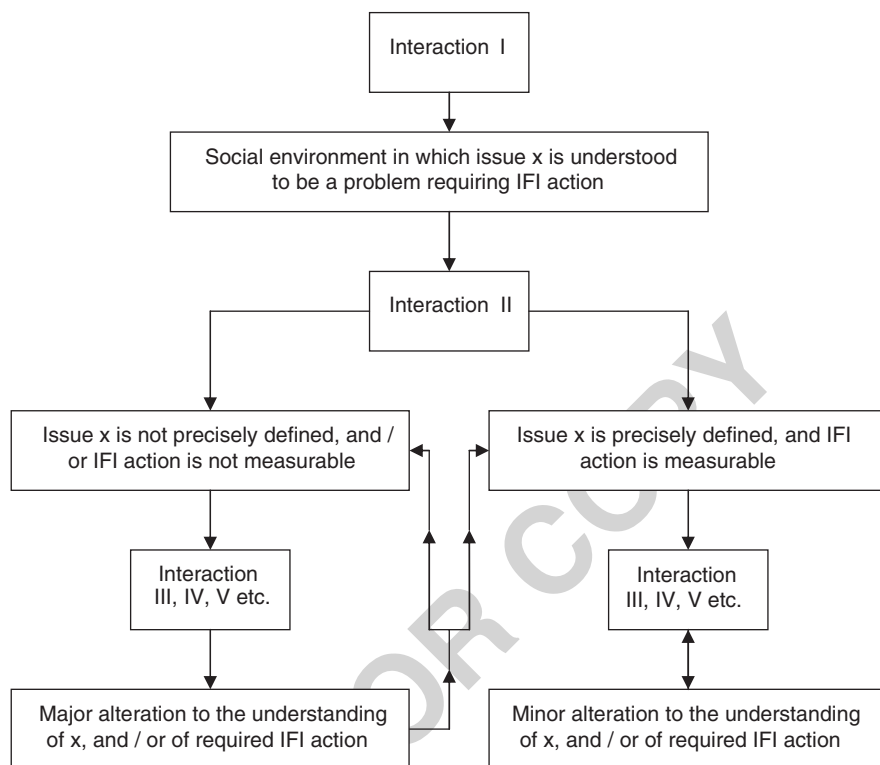 Interaction I
Social environment in which issue x is understood
to be a problem requiring IFI action
Interaction II
Issue x is not precisely defined, and /
or IFI action is not measurable
Issue x is precisely defined, and IFI
action is measurable
Interaction
III, IV, V etc.
Interaction
III, IV, V etc.
Major alteration to the understanding
of x, and / or of required IFI action
Minor alteration to the understanding
of x, and / or of required IFI action
OR COPY